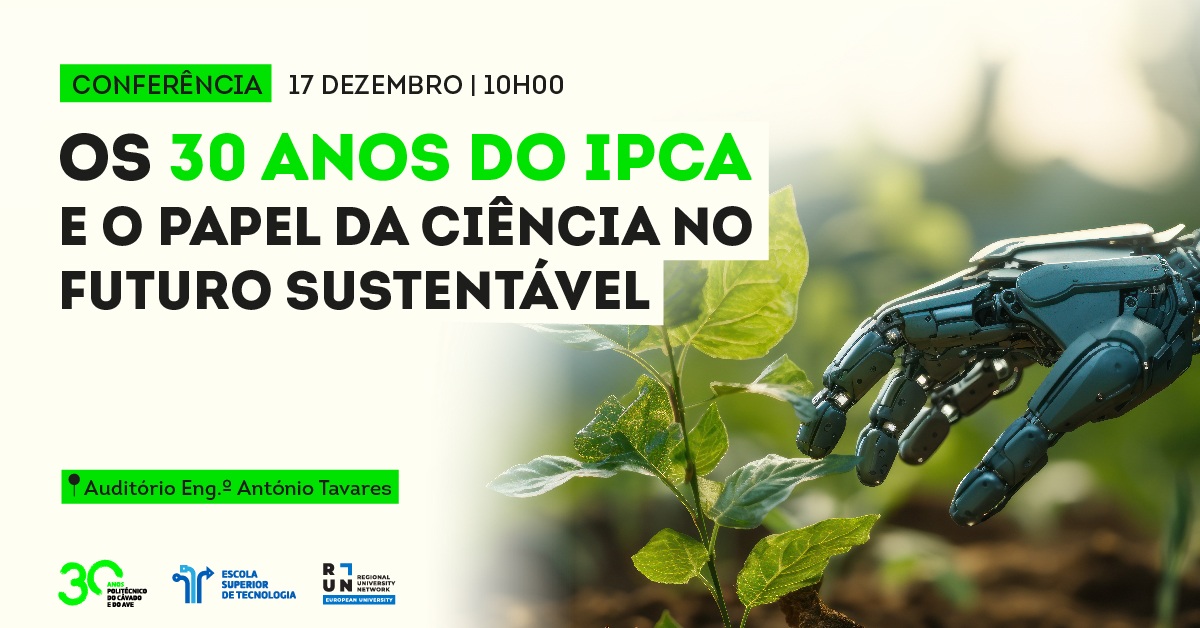 CONFERÊNCIA 17 DEZEMBRO | 10H00
OS 30 ANOS DO IPCA
E O PAPEL DA CIÊNCIA NO
FUTURO SUSTENTÁVEL
Auditório Eng.º António Tavares
30 ANOS
POLITÉCNICO
DO CÁVADO
E DO AVE
ESCOLA
SUPERIOR
DE TECNOLOGIA
R
UN
REGIONAL
UNIVERSITY
NETWORK
EUROPEAN UNIVERSITY